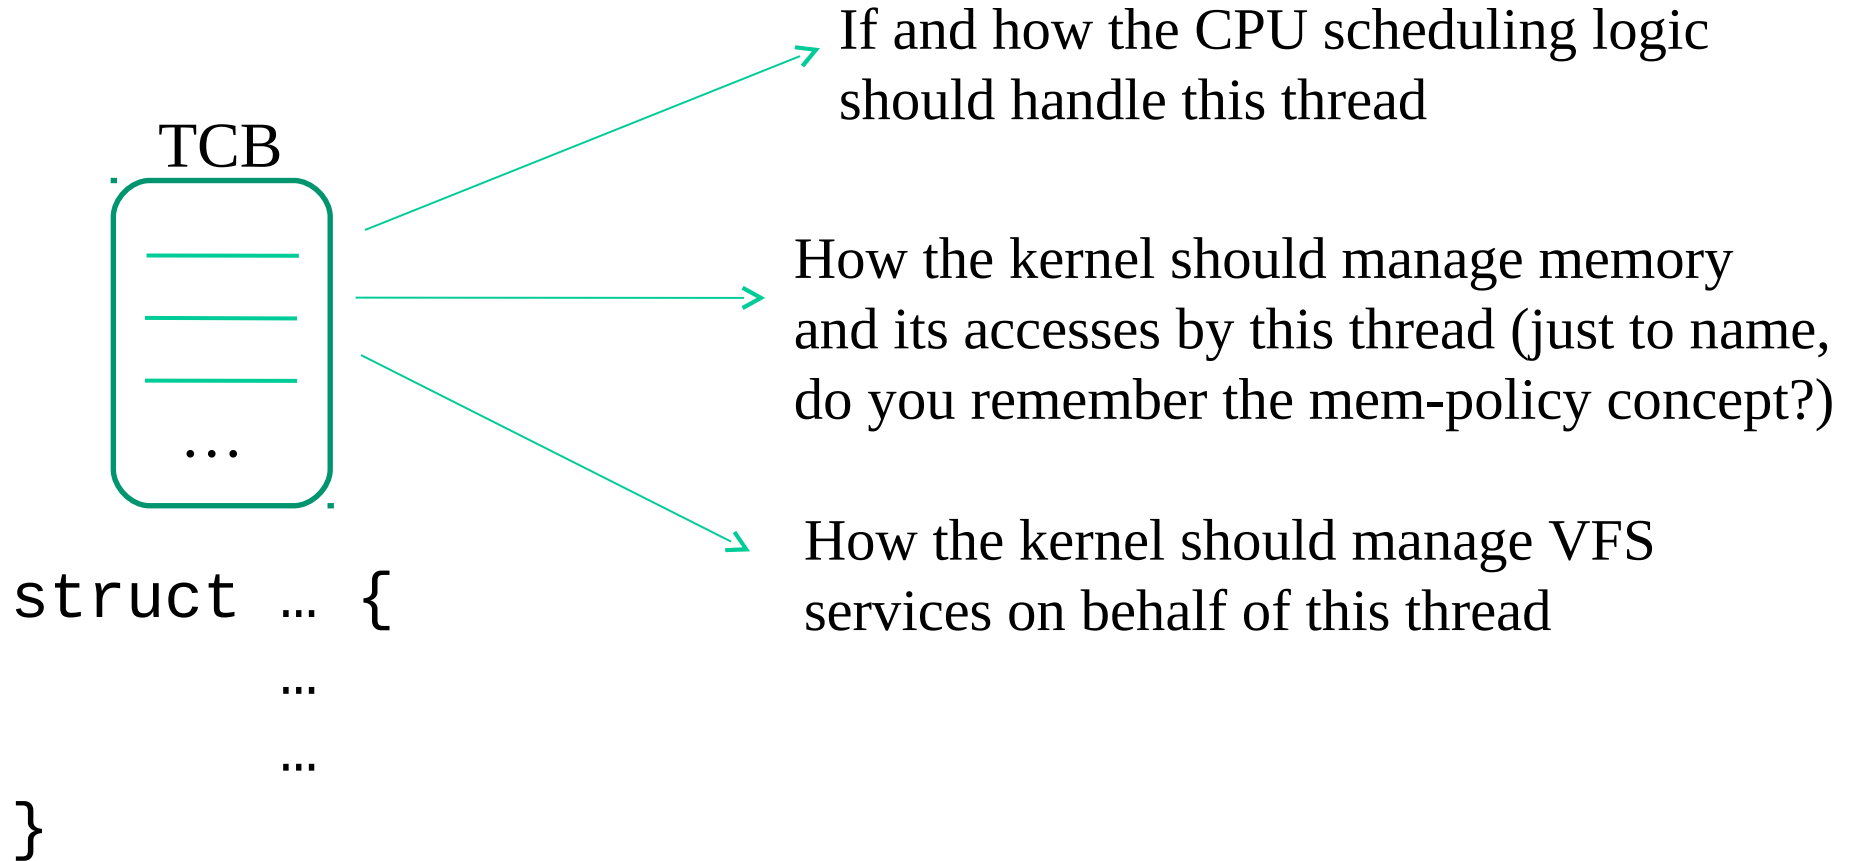 If and how the CPU scheduling logic
should handle this thread
TCB
How the kernel should manage memory
and its accesses by this thread (just to name,
do you remember the mem-policy concept?)
…
How the kernel should manage VFS
services on behalf of this thread
struct … {
…
…
}